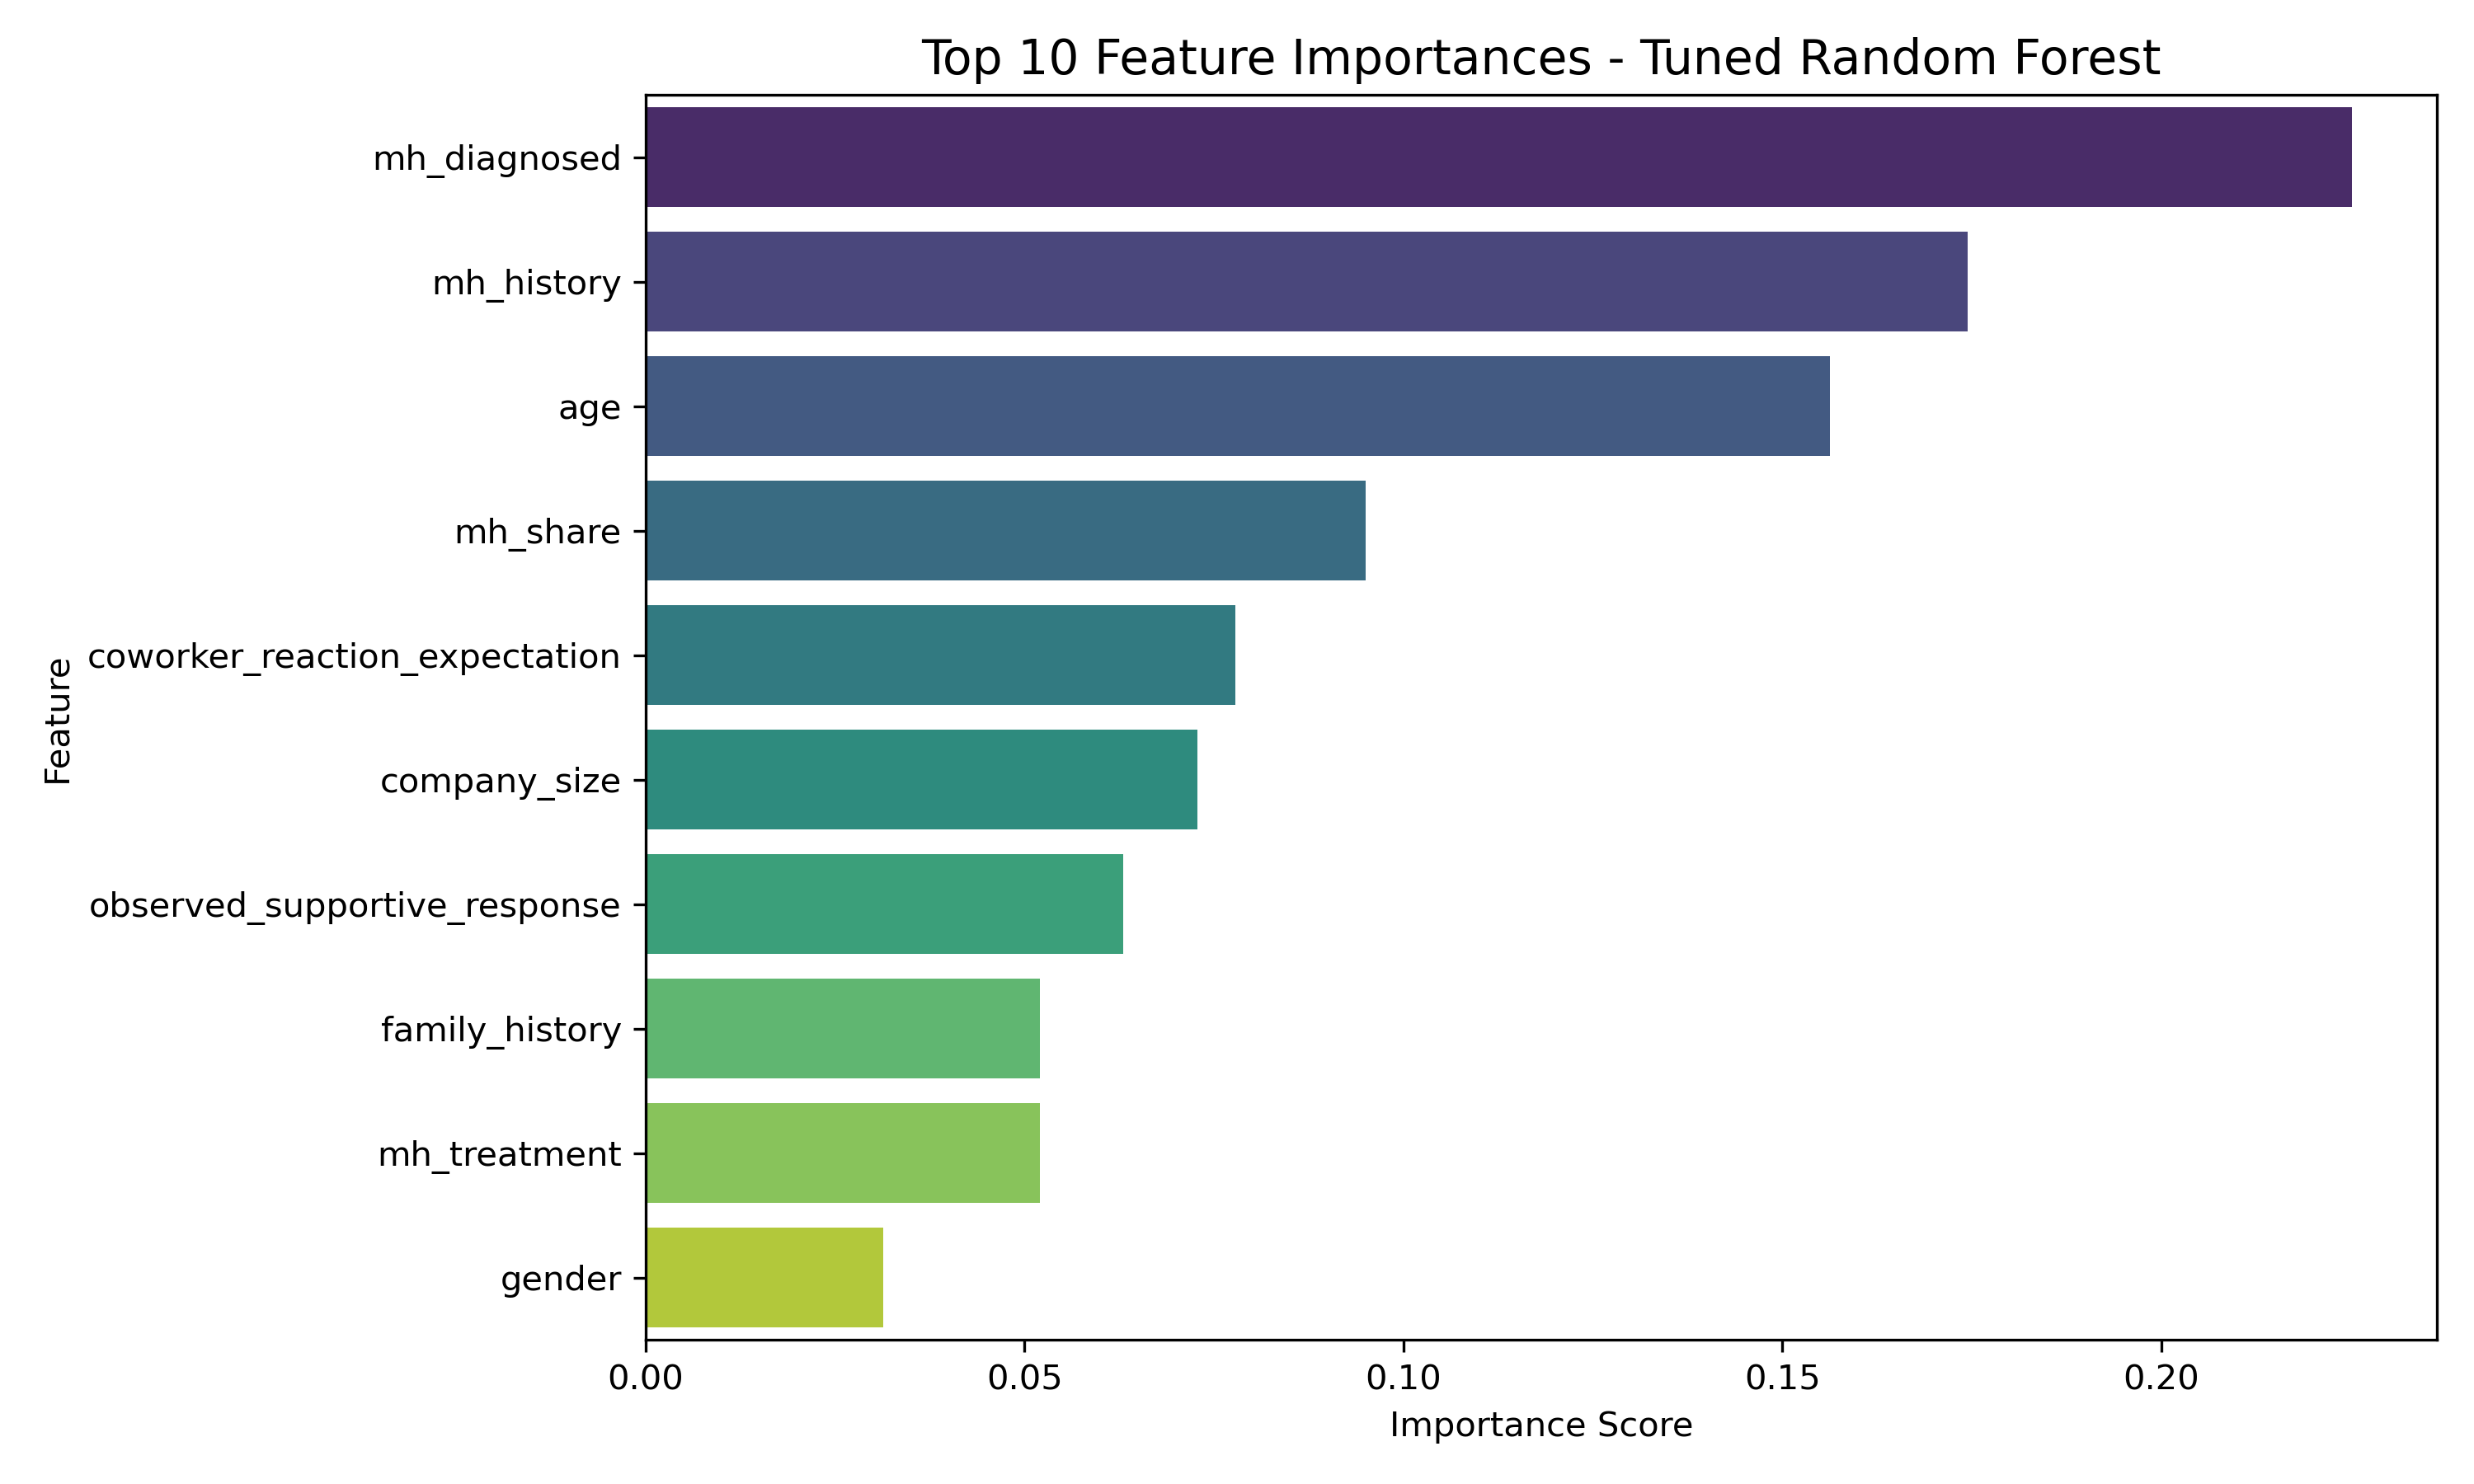 Top 10 Feature Importances - Tuned Random Forest
mh_diagnosed
mh_history
age
mh_share
coworker_reaction_expectation
company_size
observed_supportive_response
family_history
mh_treatment
gender
Feature
0.00 0.05 0.10 0.15 0.20
Importance Score